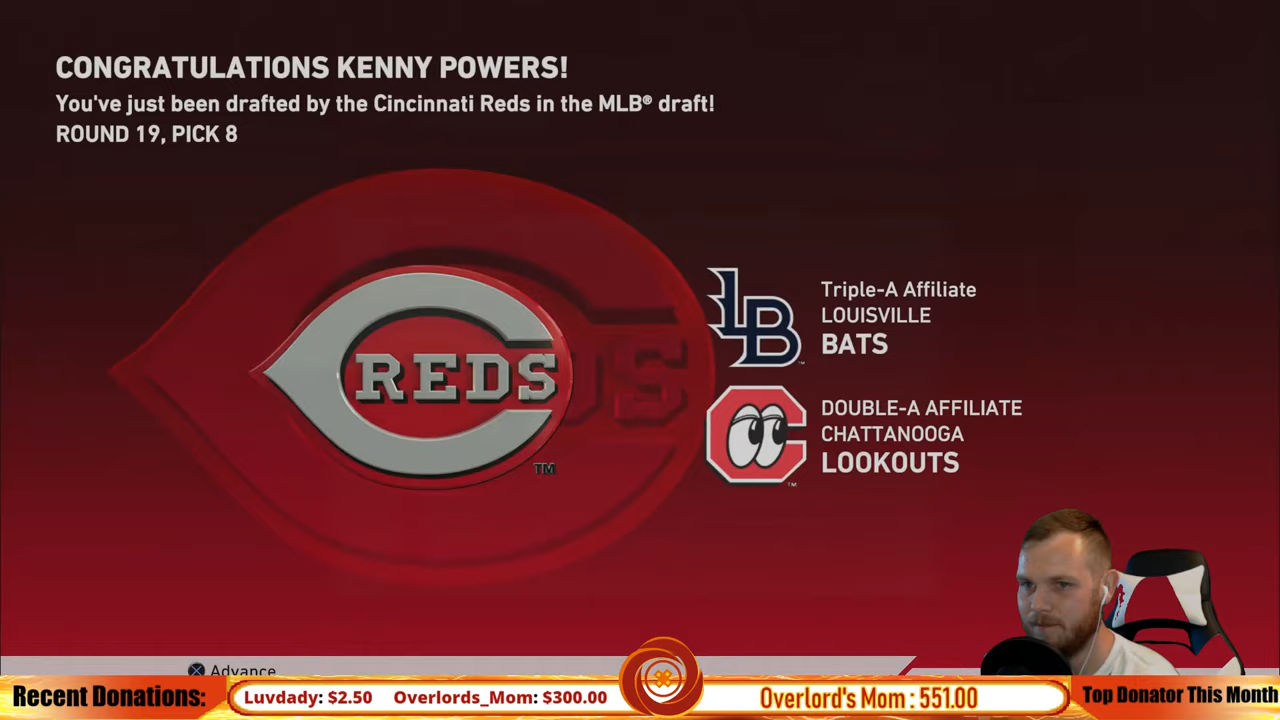 CONGRATULATIONS KENNY POWERS!
You've just been drafted by the Cincinnati Reds in the MLB® draft!
ROUND 19, PICK 8
REDS
TM
LB
Triple-A Affiliate
LOUISVILLE
BATS
DOUBLE-A AFFILIATE
CHATTANOOGA
LOOKOUTS
Advance
Recent Donations: Luvdady: $2.50 Overlords_Mom: $300.00 Overlord's Mom : 551.00 Top Donator This Month